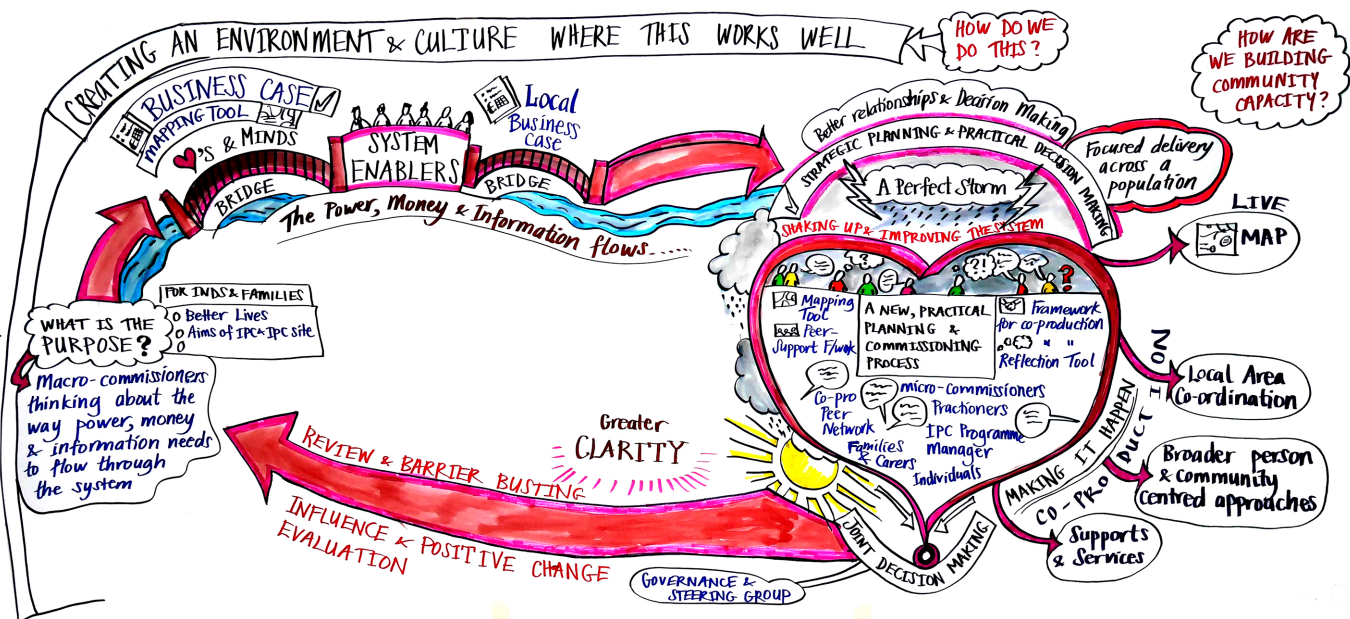 CREATING AN ENVIRONMENT & CULTURE WHERE THIS WORKS WELL
HOW DO WE
DO THIS?
HOW ARE
WE BUILDING
COMMUNITY
CAPACITY?
BUSINESS CASE
MAPPING TOOL
'S & MINDS
BRIDGE
SYSTEM
ENABLERS
Local
Business
Case
BRIDGE
The Power, Money & Information flows......
Better relationships & Decision Making
STRATEGIC PLANNING & PRACTICAL DECISION MAKING
A Perfect Storm
SHAKING UP & IMPROVING THE SYSTEM
Focused delivery
across a
population
LIVE
MAP
WHAT IS THE
PURPOSE?
FOR INDS & FAMILIES
O Better Lives
O Aims of IPC & IPC site
O
Macro-commissioners
thinking about the
way power, money
& information needs
to flow through
the system
Mapping
Tool
Peer-
Support F/work
A NEW, PRACTICAL
PLANNING &
COMMISSIONING
PROCESS
Framework
for co-production
" "
Reflection Tool
Co-pro
Peer
Network
micro-Commissioners
Practioners
IPC Programme
Manager
Families
& Carers
Individuals
Greater
CLARITY
REVIEW & BARRIER BUSTING
INFLUENCE & POSITIVE CHANGE
EVALUATION
GOVERNANCE &
STEERING GROUP
JOINT DECISION MAKING
MAKING IT HAPPEN
CO-PRODUCTION
Local Area
Co-ordination
Broader person
& community
centred approaches
Supports
& Services